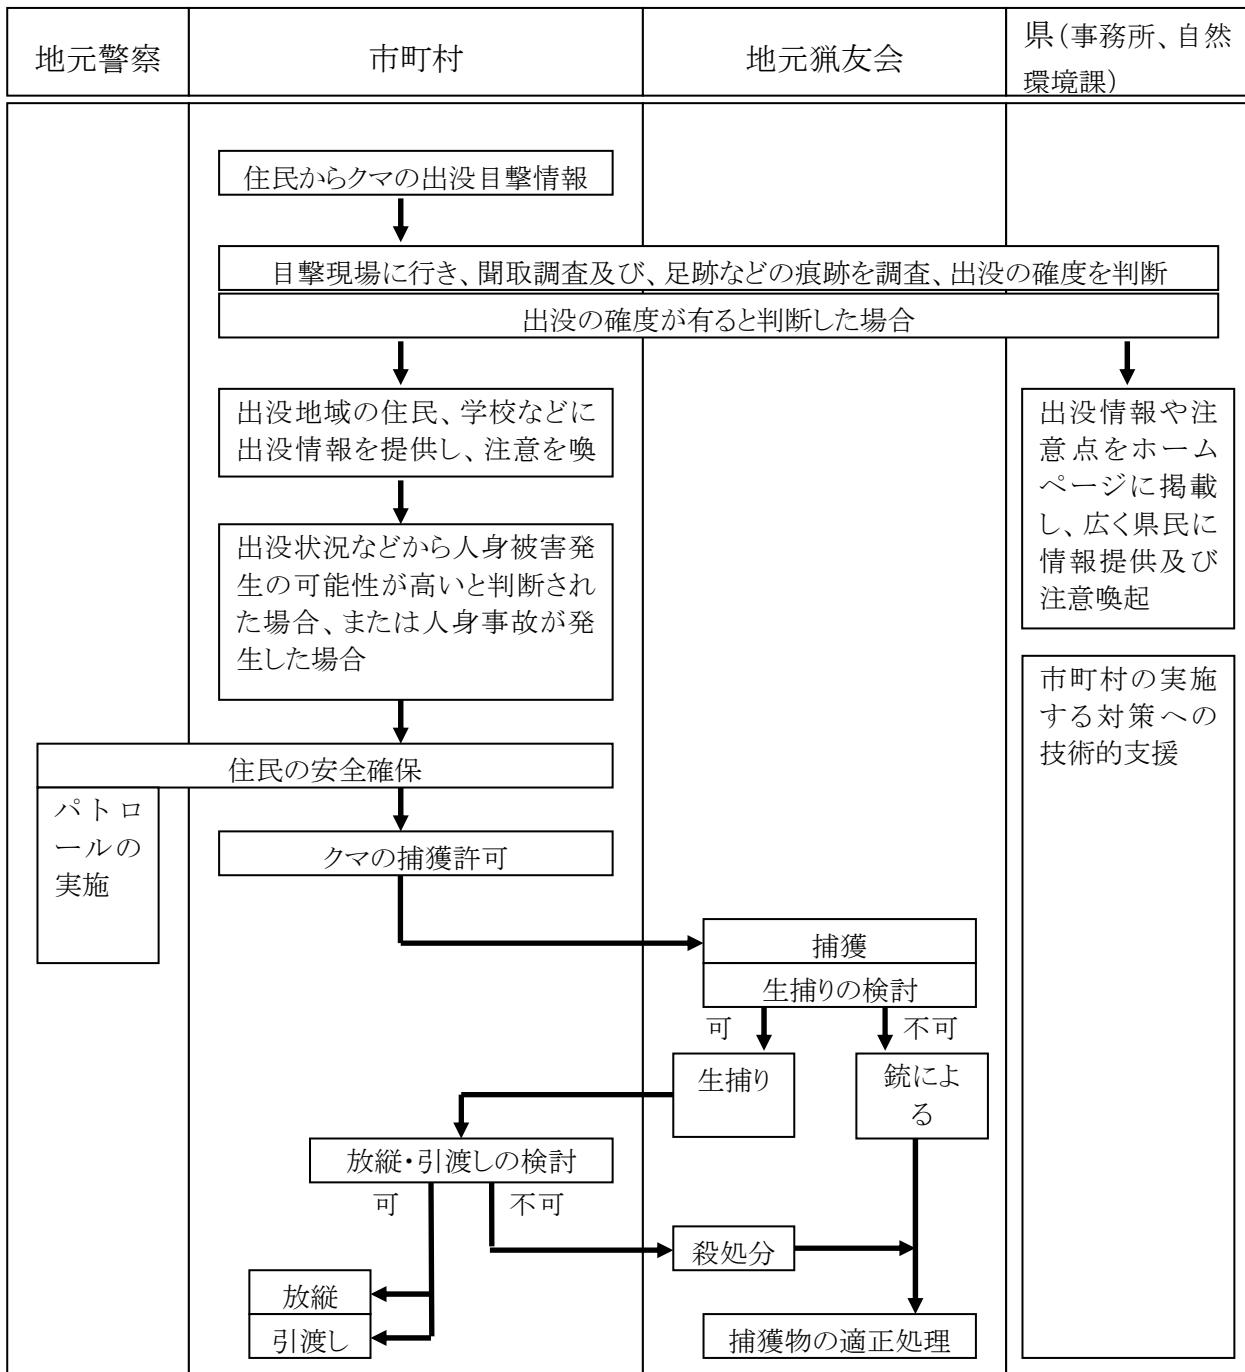 地元警察
市町村
地元猟友会
県(事務所、自然
環境課)
住民からクマの出没目撃情報
目撃現場に行き、聞取調査及び、足跡などの痕跡を調査、出没の確度を判断
出没の確度が有ると判断した場合
出没地域の住民、学校などに
出没情報を提供し、注意を喚
出没情報や注
意点をホーム
ページに掲載
し、広く県民に
情報提供及び
注意喚起
出没状況などから人身被害発
生の可能性が高いと判断され
た場合、または人身事故が発
生した場合
市町村の実施
する対策への
技術的支援
住民の安全確保
パトロ
ールの
実施
クマの捕獲許可
捕獲
生捕りの検討
可
不可
生捕り
銃によ
る
放縦・引渡しの検討
可
不可
殺処分
放縦
引渡し
捕獲物の適正処理